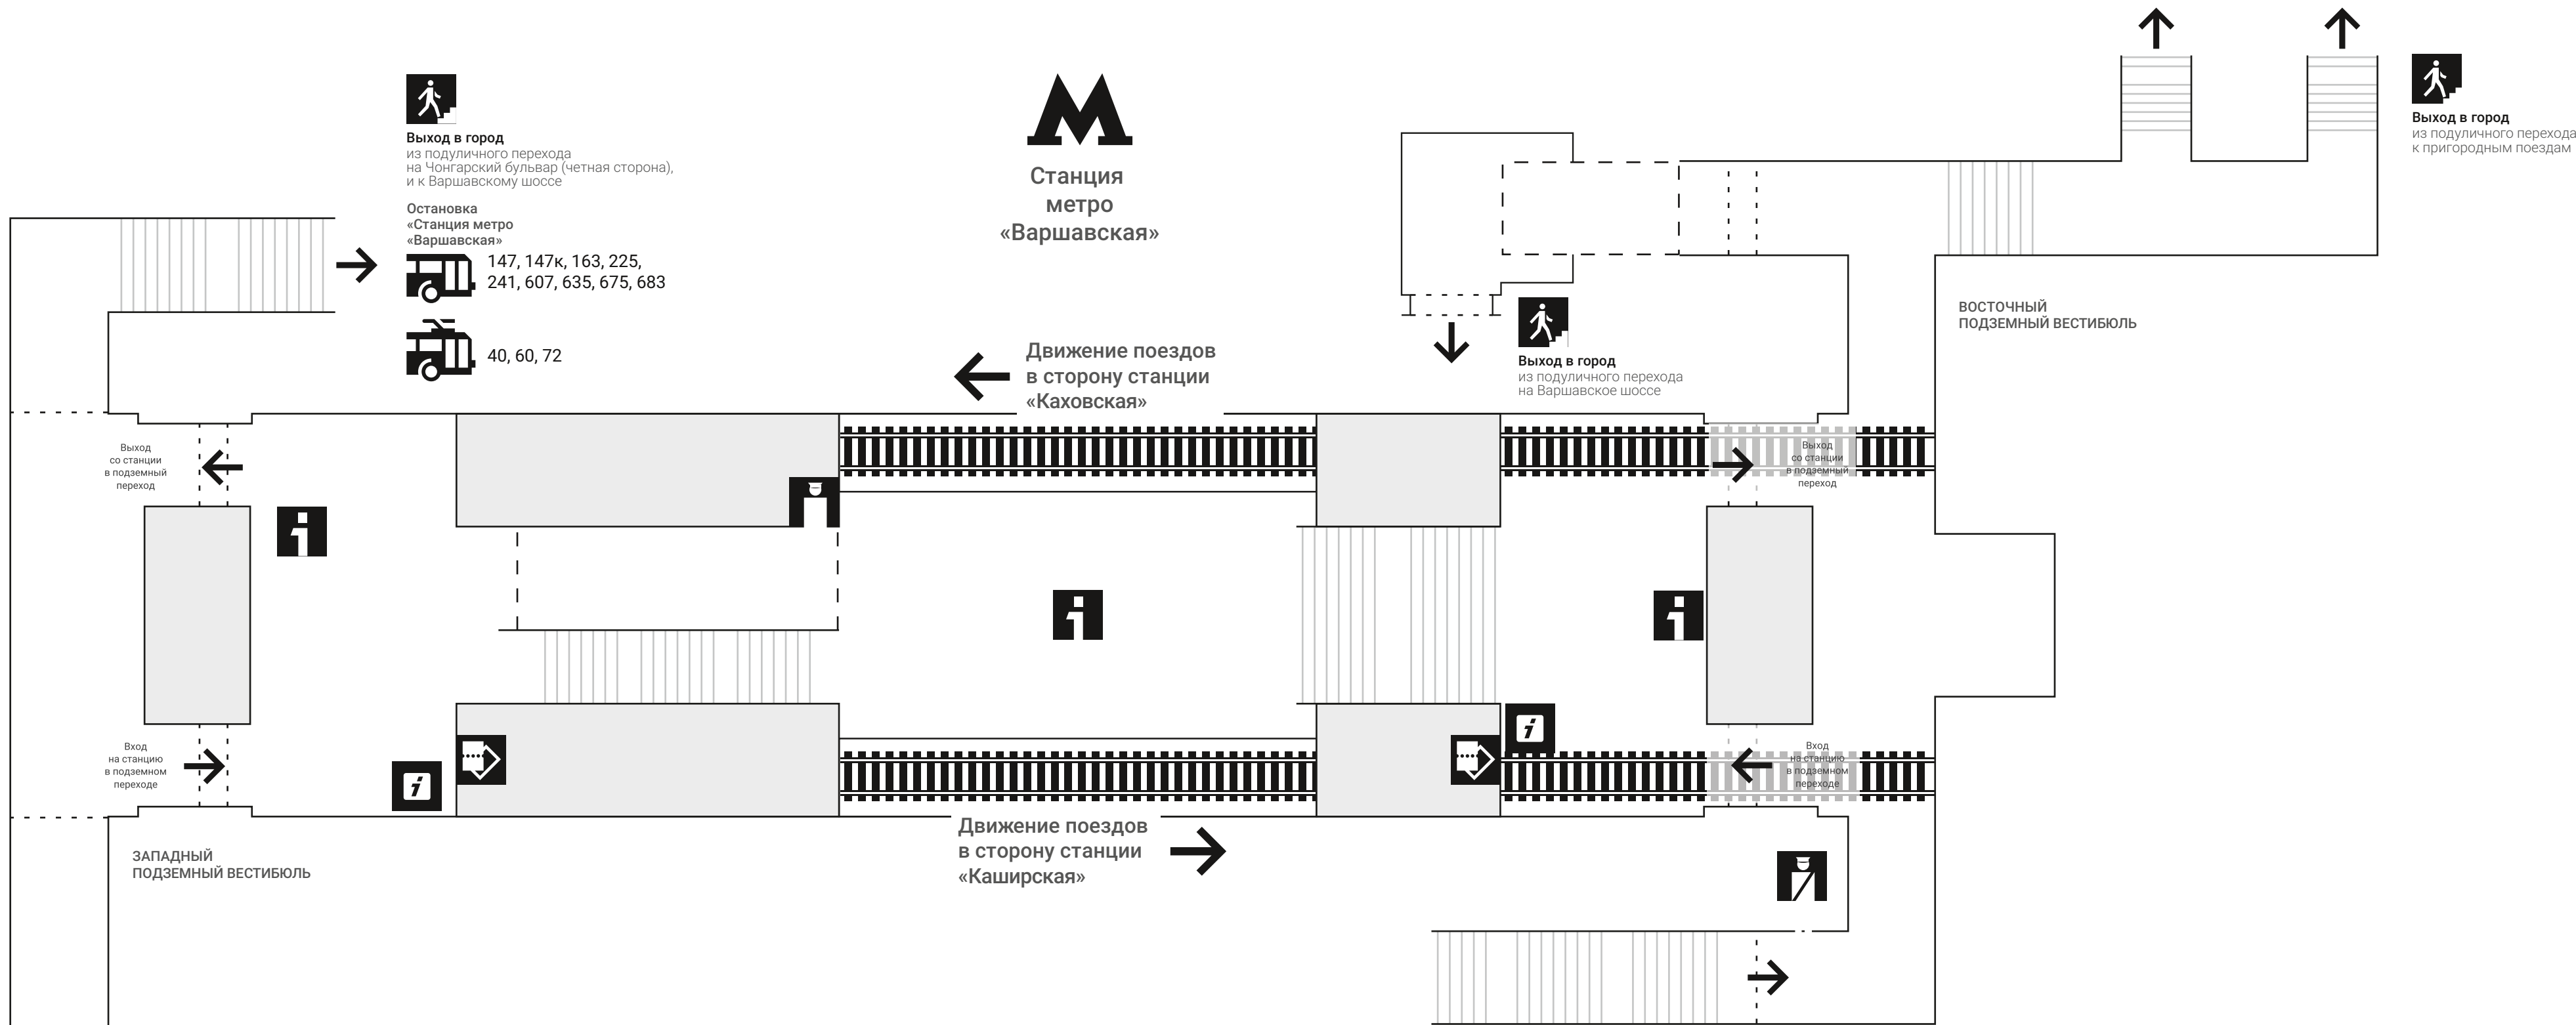 Выход в город
из подуличного перехода
на Чонгарский бульвар (четная сторона),
и к Варшавскому шоссе
Остановка
«Станция метро
«Варшавская»
147, 147к, 163, 225,
241, 607, 635, 675, 683
40, 60, 72
Станция
метро
«Варшавская»
Выход в город
из подуличного перехода
к пригородным поездам
ВОСТОЧНЫЙ
ПОДЗЕМНЫЙ ВЕСТИБЮЛЬ
Движение поездов
в сторону станции
«Каховская»
Выход в город
из подуличного перехода
на Варшавское шоссе
Выход
со станции
в подземный
переход
Выход
со станции
в подземный
переход
Вход
на станцию
в подземном
переходе
Вход
на станцию
в подземном
переходе
ЗАПАДНЫЙ
ПОДЗЕМНЫЙ ВЕСТИБЮЛЬ
Движение поездов
в сторону станции
«Каширская»